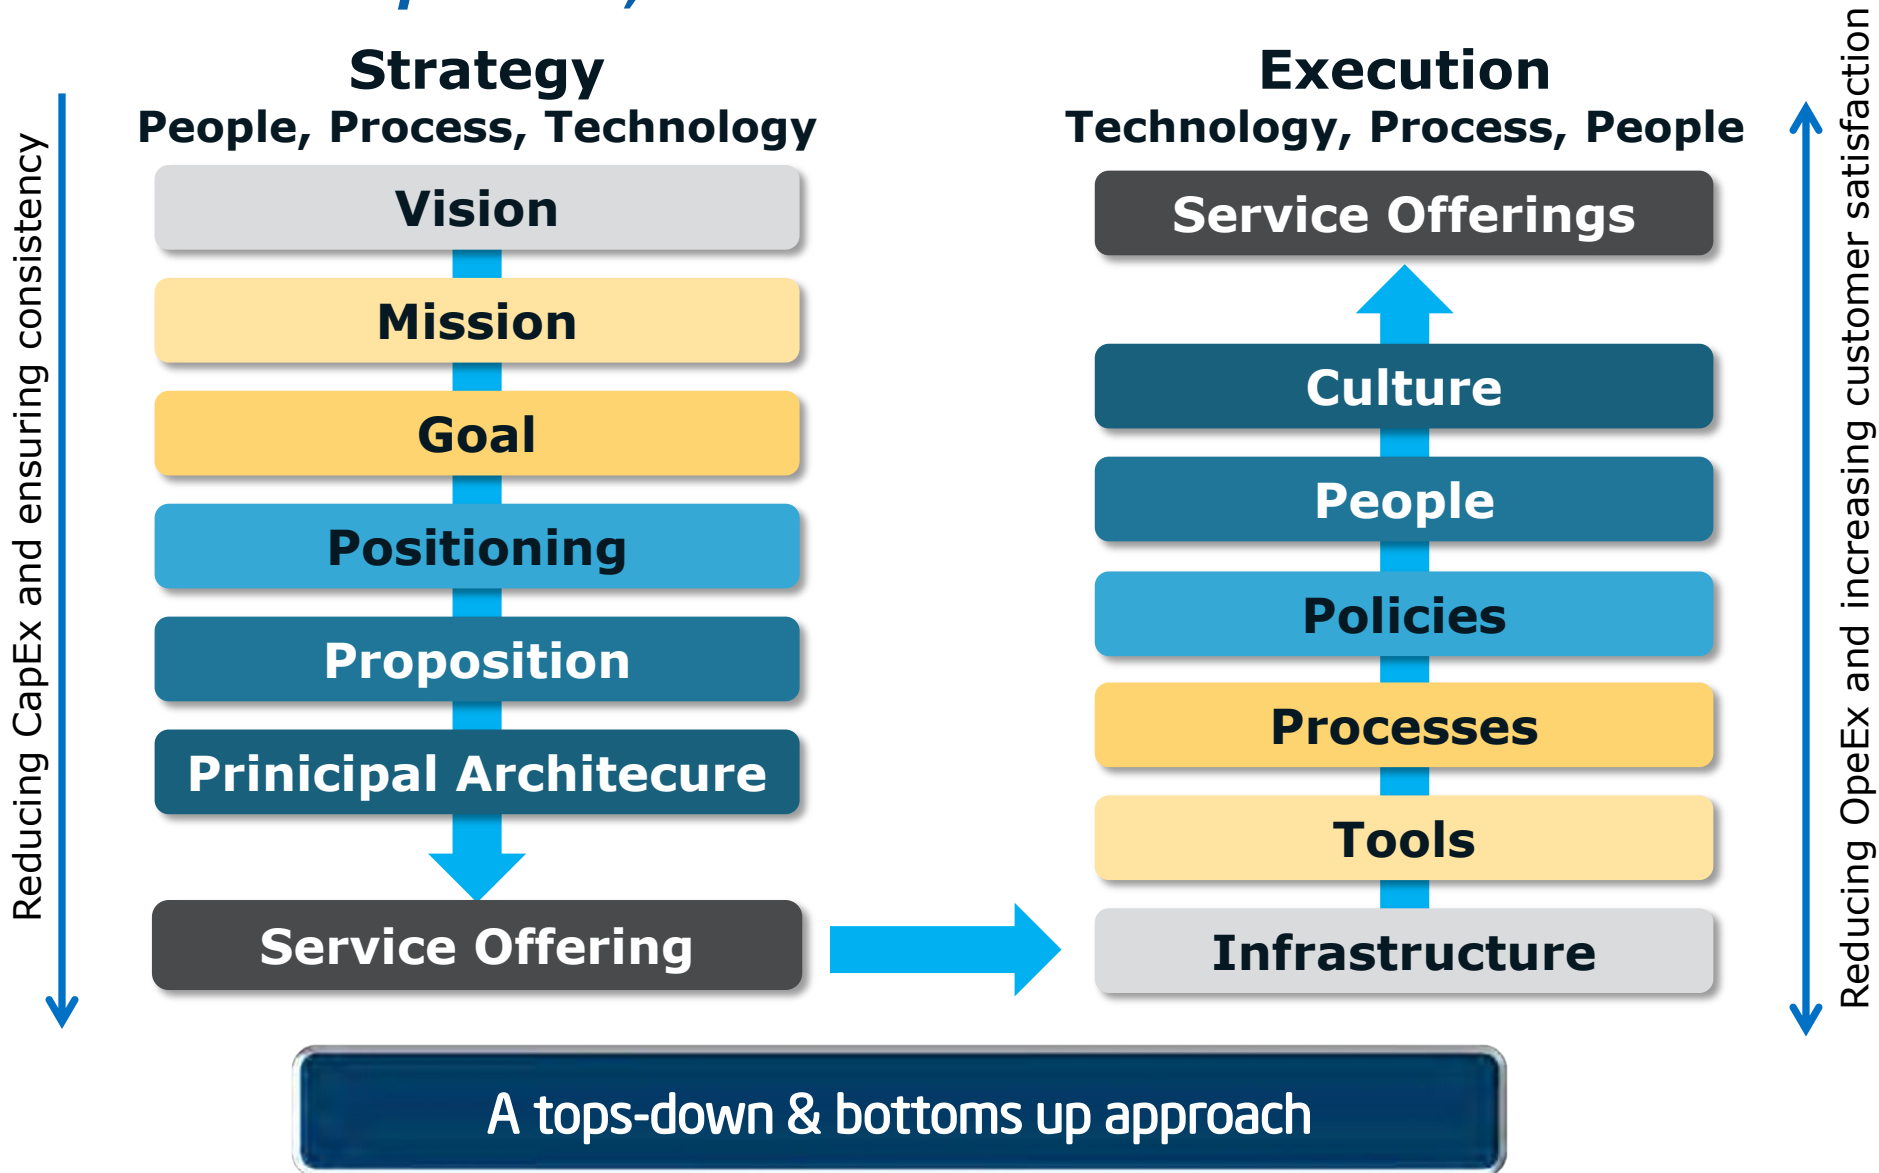 Strategy
People, Process, Technology
Vision
Mission
Goal
Positioning
Proposition
Prinicipal Architecure
Service Offering
Reducing CapEx and ensuring consistency
Execution
Technology, Process, People
Service Offerings
Culture
People
Policies
Processes
Tools
Infrastructure
Reducing OpeEx and increasing customer satisfaction
A tops-down & bottoms up approach